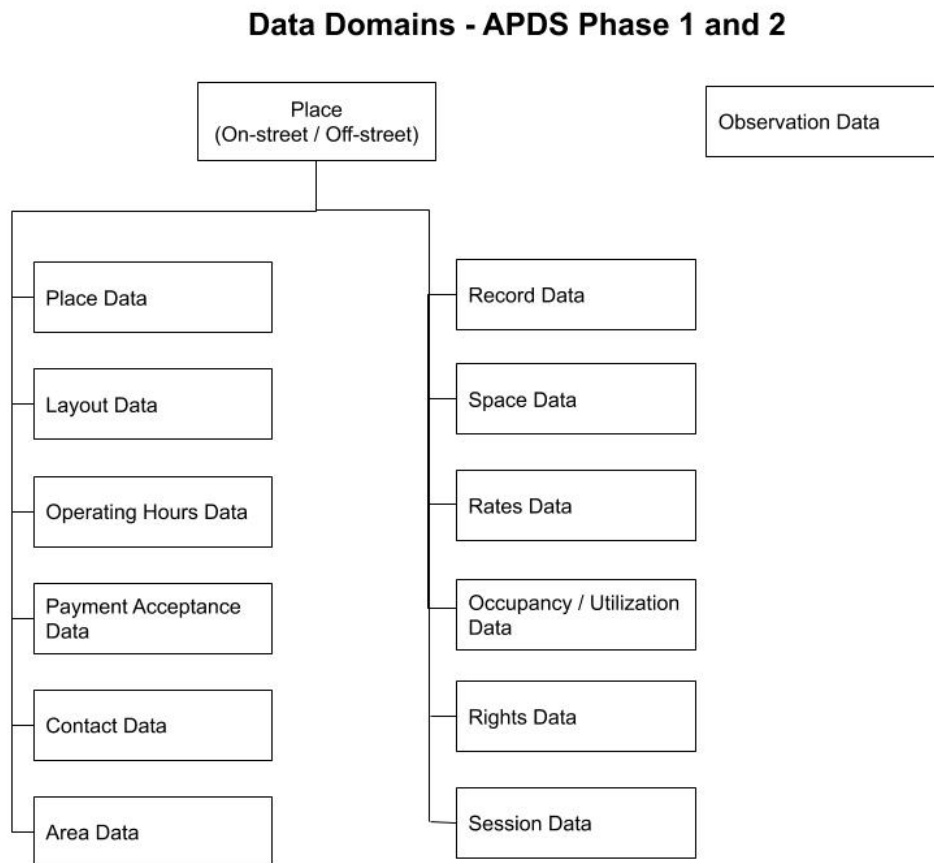 Data Domains - APDS Phase 1 and 2
Place
(On-street / Off-street)
Observation Data
Place Data
Layout Data
Operating Hours Data
Payment Acceptance
Data
Contact Data
Area Data
Record Data
Space Data
Rates Data
Occupancy / Utilization
Data
Rights Data
Session Data